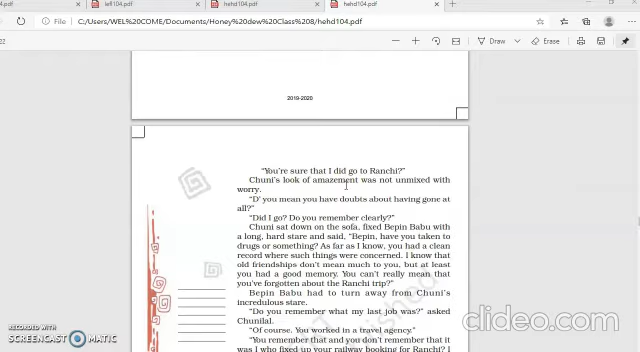 04.pdf
lefl104.pdf
hehd104.pdf
hehd104.pdf
File
C:/Users/WEL%20COME/Documents/Honey%20dew%20Class%208/hehd104.pdf
22
Draw
Erase
2019-2020
"You're sure that I did go to Ranchi?"
Chuni's look of amazement was not unmixed with
worry.
"D' you mean you have doubts about having gone at
all?"
"Did I go? Do you remember clearly?"
Chuni sat down on the sofa, fixed Bepin Babu with
a long, hard stare and said, "Bepin, have you taken to
drugs or something? As far as I know, you had a clean
record where such things were concerned. I know that
old friendships don't mean much to you, but at least
you had a good memory. You can't really mean that
you've forgotten about the Ranchi trip?"
Bepin Babu had to turn away from Chuni's
incredulous stare.
"Do you remember what my last job was?" asked
Chunilal.
"Of course. You worked in a travel agency."
"You remember that and you don't remember that it
was I who fixed up your railway booking for Ranchi? I
RECORDED WITH
SCREENCAST MATIC
clideo.com